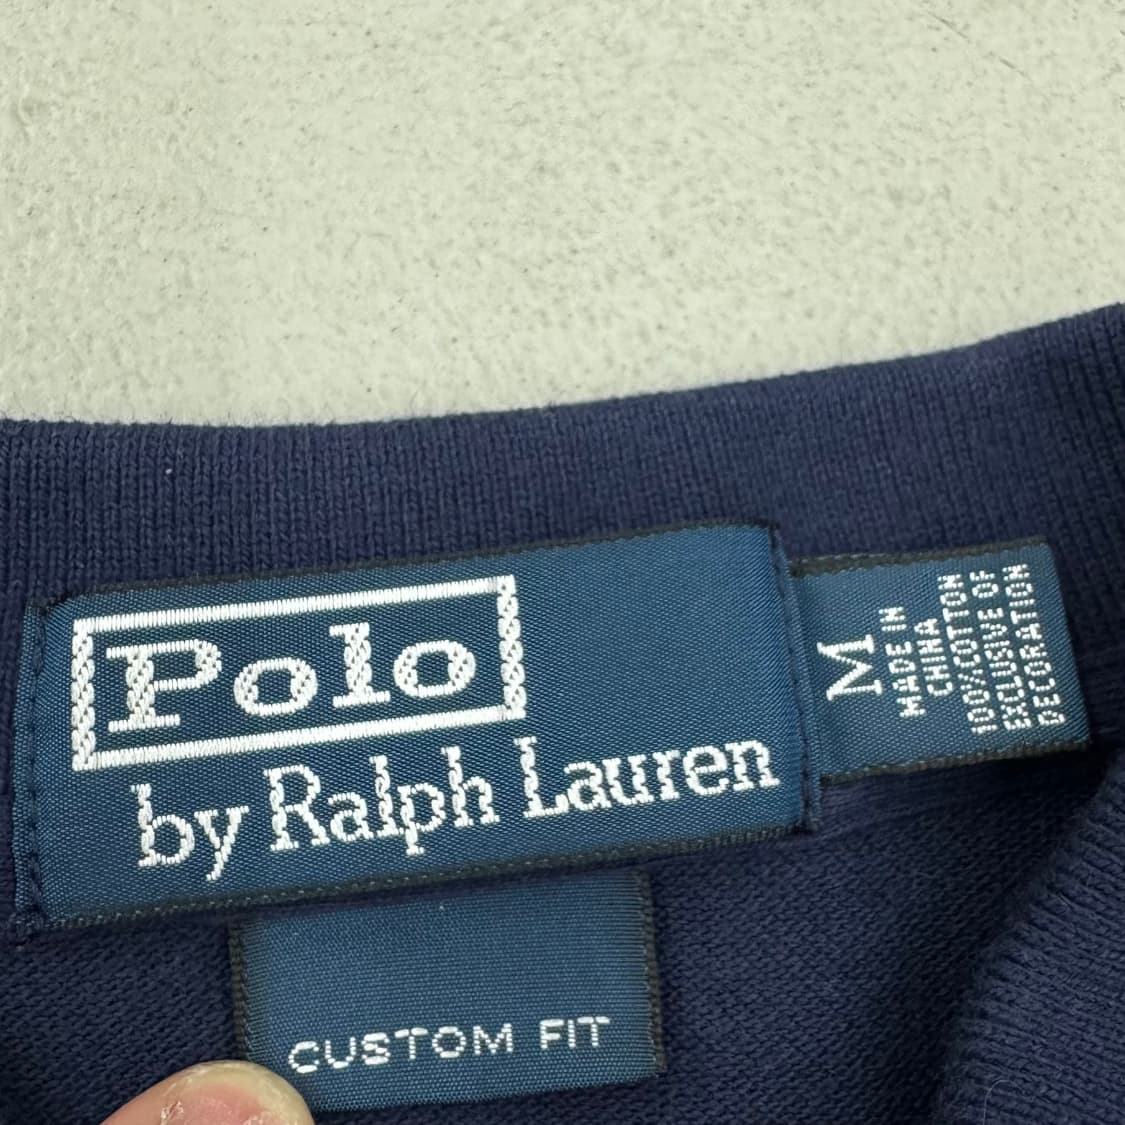 Polo
by Ralph Lauren
M
MADE IN
CHINA
100%COTTON
EXCLUSIVE OF
DECORATION
CUSTOM FIT